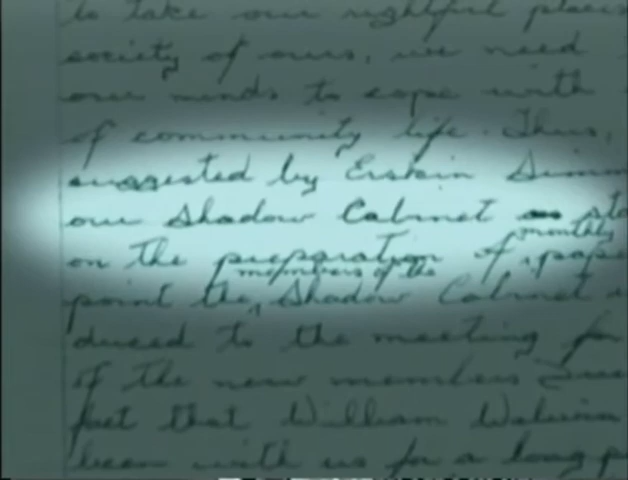 to take our rightful place
society of ours, we need
our minds to cope with
of community life. Thus,
suggested by Erskin
our Shadow Cabinet
monthly
on the preparation of
members of the
point the Shadow Cabinet
duced to the meeting for
of the new members
fact that William
been with us for a long